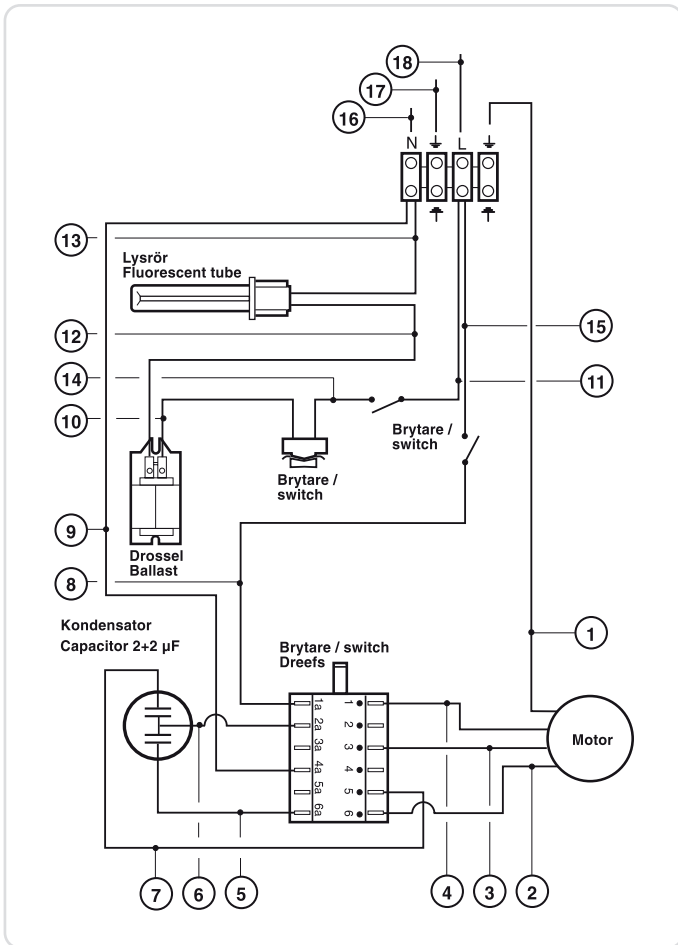 18
17
16
N
L
13
Lysrör
Fluorescent tube
12
15
14
11
10
Brytare /
switch
Brytare /
switch
9
Drossel
Ballast
8
Kondensator
Capacitor 2+2 µF
1
Brytare / switch
Dreefs
1a
2a
3a
4a
5a
6a
1
2
3
4
5
6
Motor
7
6
5
4
3
2